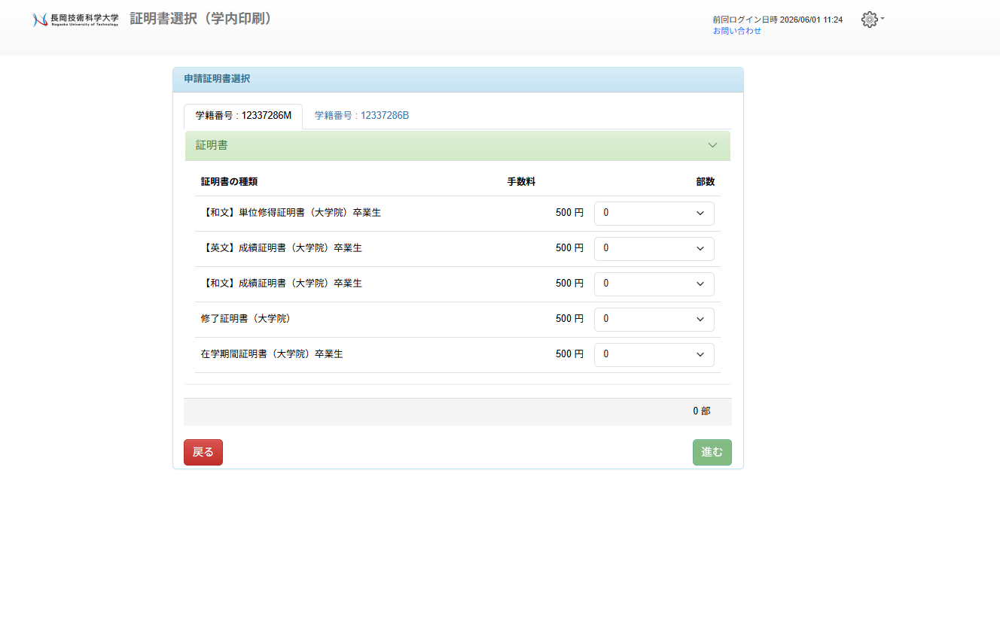 長岡技術科学大学
Nagaoka University of Technology
証明書選択（学内印刷）
前回ログイン日時 2026/06/01 11:24
お問い合わせ
申請証明書選択
学籍番号 : 12337286M 学籍番号 : 12337286B
証明書
証明書の種類 手数料 部数
【和文】単位修得証明書（大学院）卒業生 500 円 0
【英文】成績証明書（大学院）卒業生 500 円 0
【和文】成績証明書（大学院）卒業生 500 円 0
修了証明書（大学院） 500 円 0
在学期間証明書（大学院）卒業生 500 円 0
0 部
戻る 進む